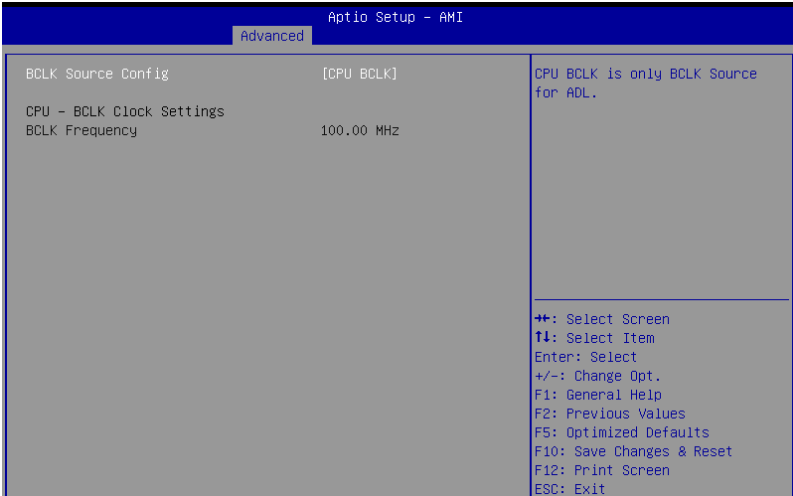 Aptio Setup – AMI
Advanced
BCLK Source Config [CPU BCLK]
CPU – BCLK Clock Settings
BCLK Frequency 100.00 MHz
CPU BCLK is only BCLK Source
for ADL.
→←: Select Screen
↑↓: Select Item
Enter: Select
+/-: Change Opt.
F1: General Help
F2: Previous Values
F5: Optimized Defaults
F10: Save Changes & Reset
F12: Print Screen
ESC: Exit